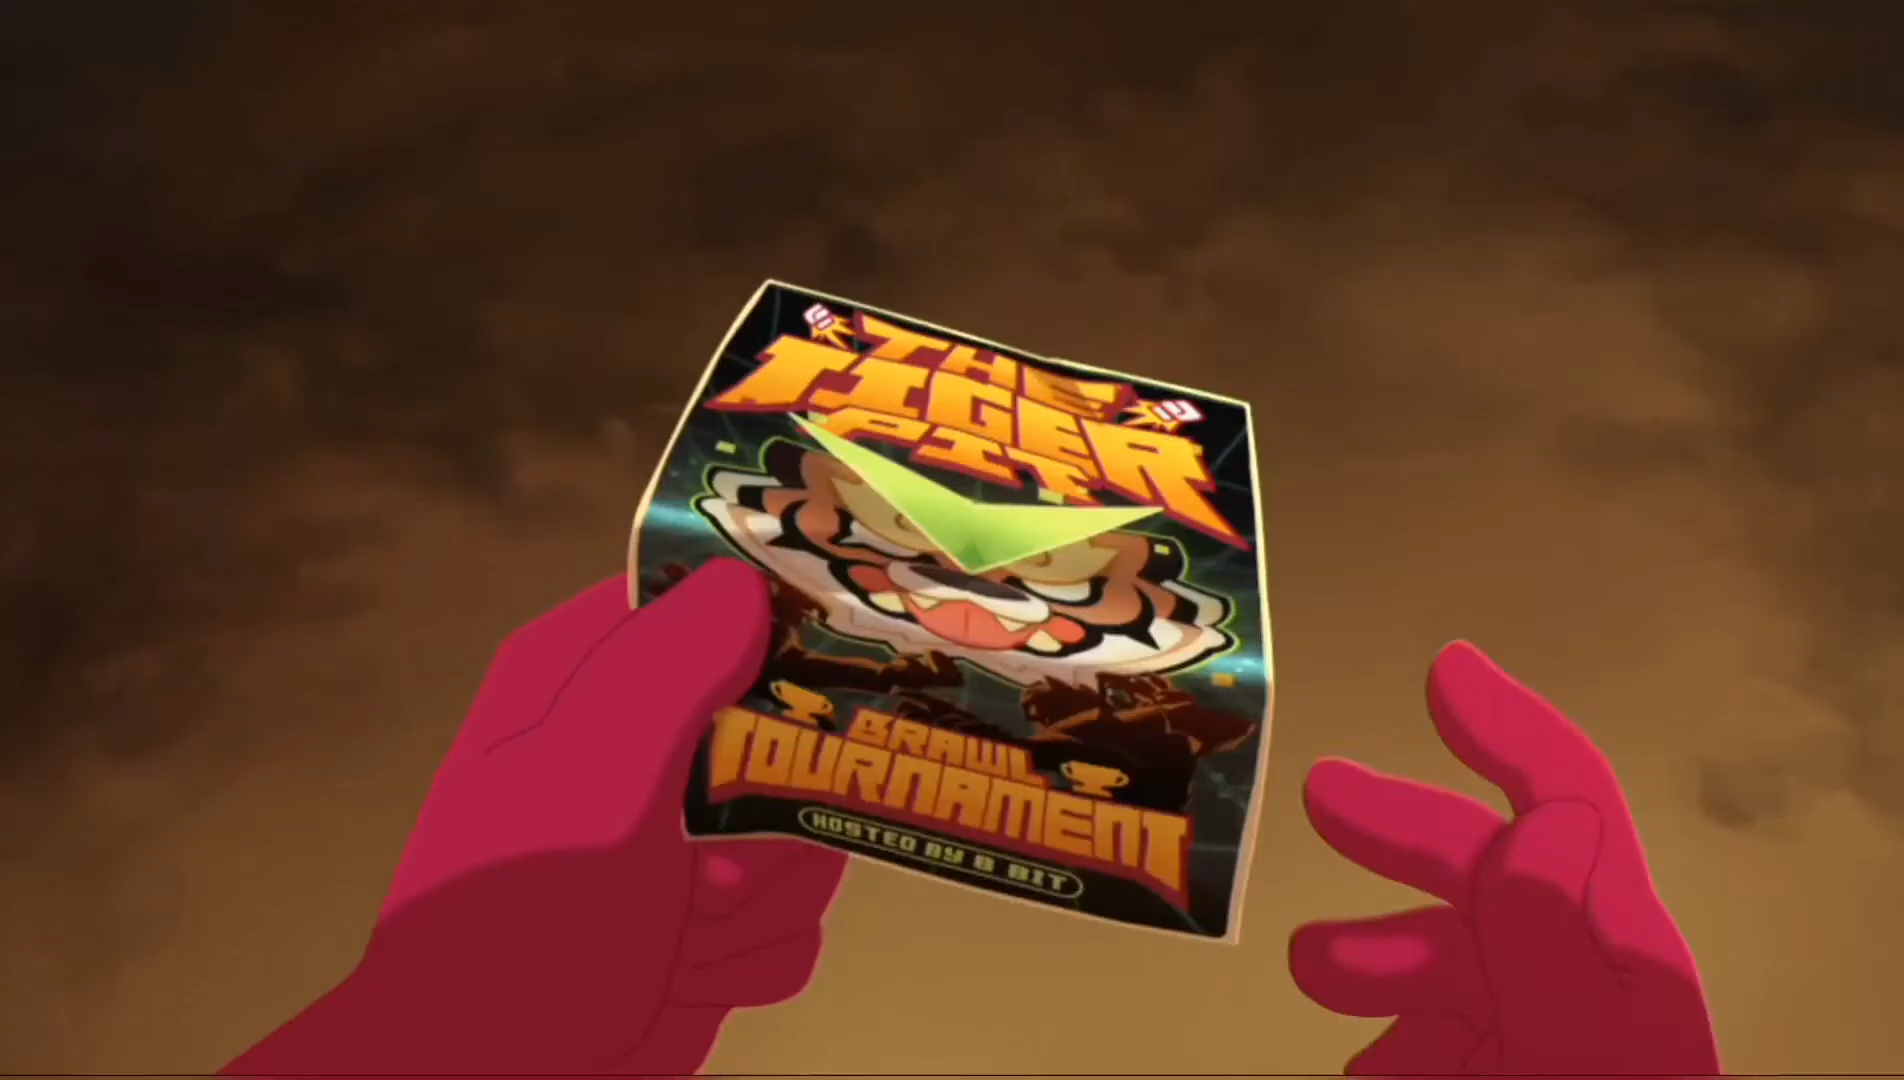 THE
TIGER
PIT
BRAWL
TOURNAMENT
HOSTED BY 8 BIT